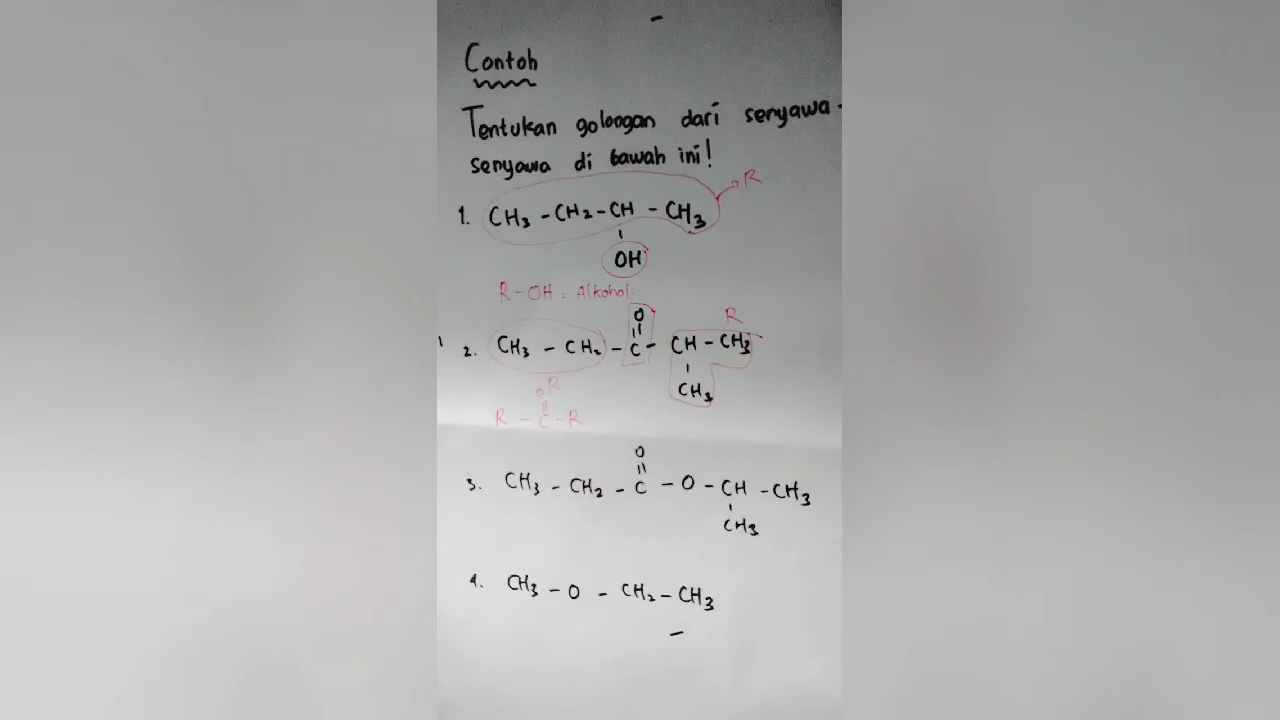 Contoh
Tentukan golongan dari senyawa-
senyawa di bawah ini!
R
1. CH3 - CH2 - CH - CH3
OH
R-OH : Alkohol.
O
R
2. CH3 - CH2 - C - CH - CH3
CH3
R
O
R - C - R
O
3. CH3 - CH2 - C - O - CH - CH3
CH3
4. CH3 - O - CH2 - CH3